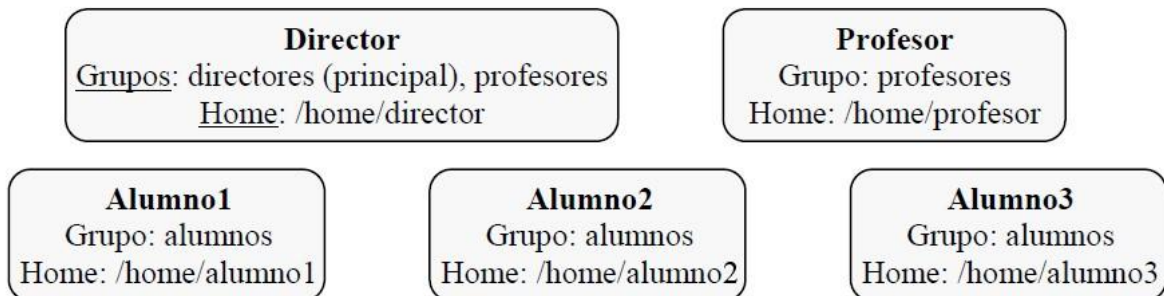 Director
Grupos: directores (principal), profesores
Home: /home/director
Profesor
Grupo: profesores
Home: /home/profesor
Alumno1
Grupo: alumnos
Home: /home/alumno1
Alumno2
Grupo: alumnos
Home: /home/alumno2
Alumno3
Grupo: alumnos
Home: /home/alumno3